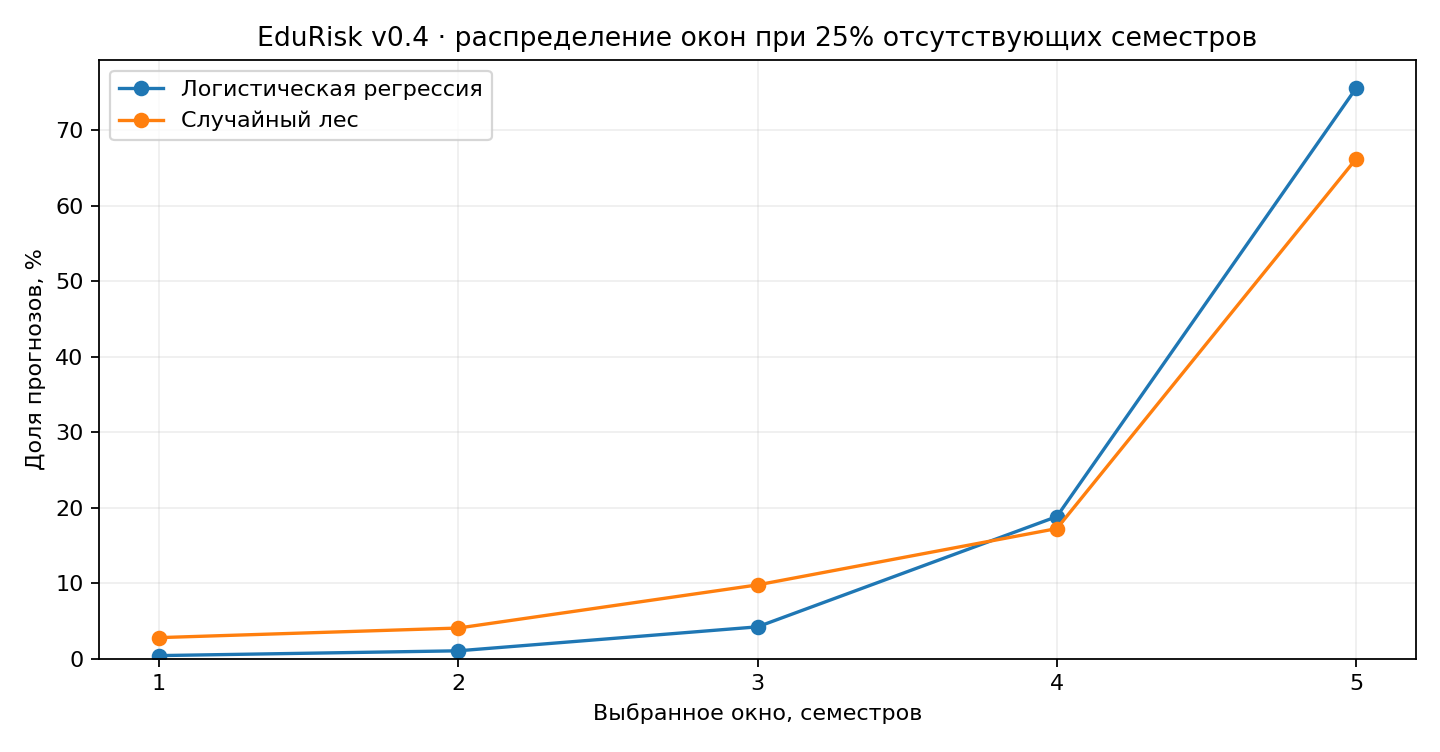 EduRisk v0.4 · распределение окон при 25% отсутствующих семестров
Логистическая регрессия
Случайный лес
Доля прогнозов, %
70
60
50
40
30
20
10
0
1 2 3 4 5
Выбранное окно, семестров